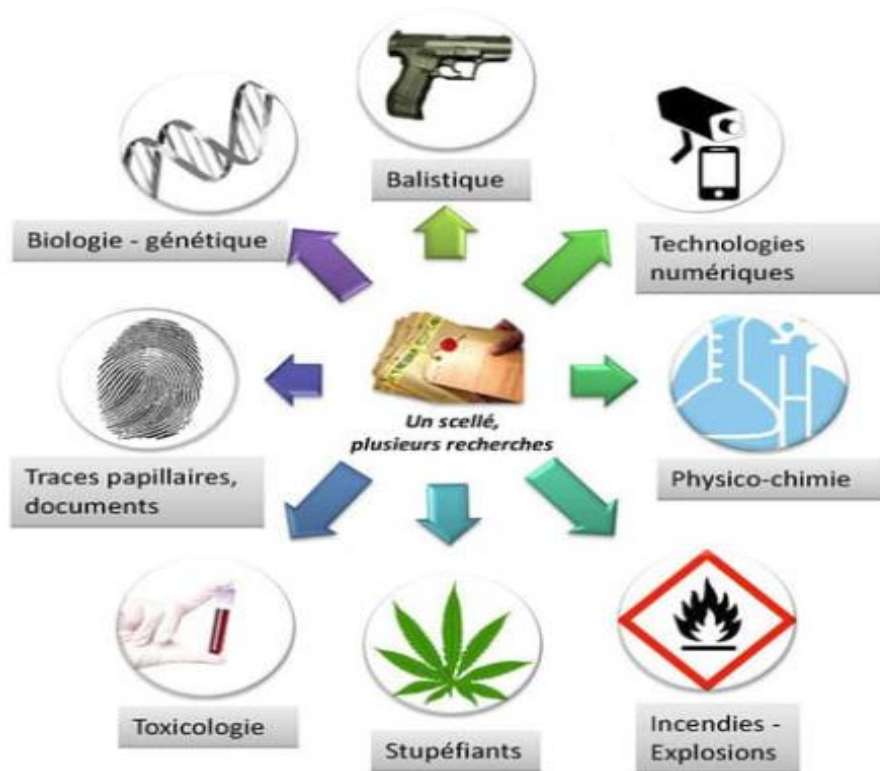 Balistique
Biologie - génétique
Technologies
numériques
Un scellé,
plusieurs recherches
Traces papillaires,
documents
Physico-chimie
Toxicologie
Stupéfiants
Incendies -
Explosions